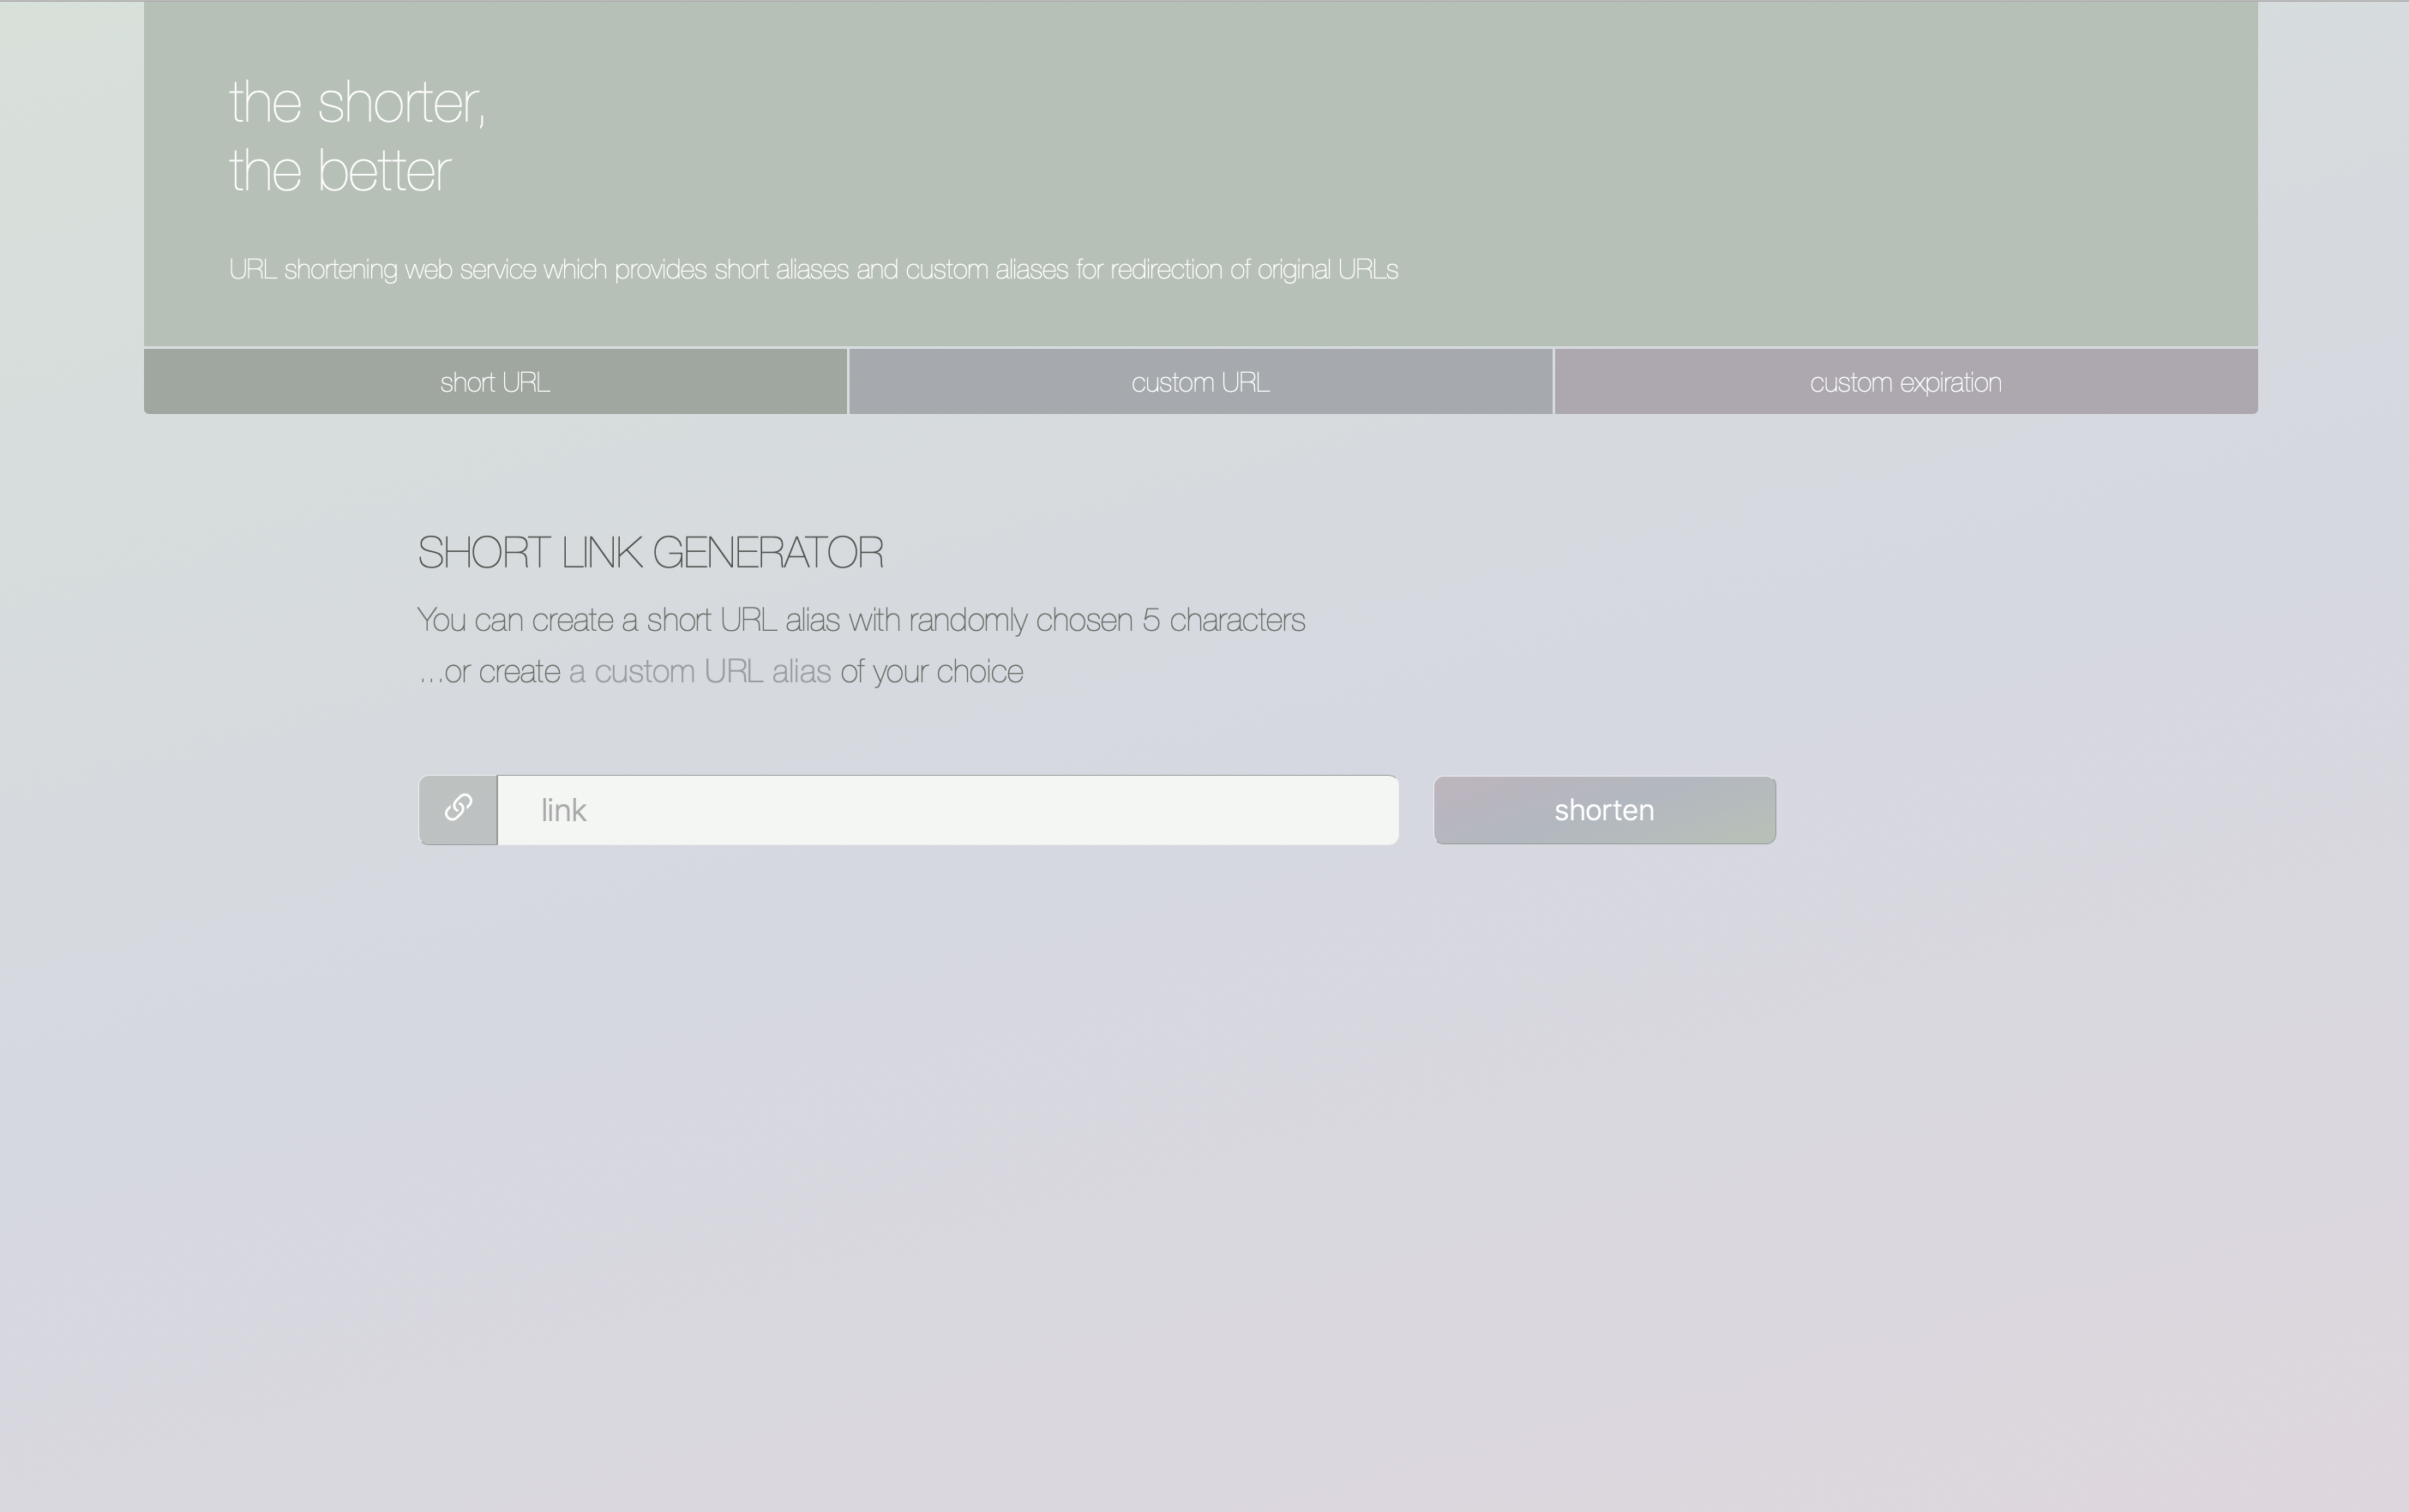 the shorter,
the better
URL shortening web service which provides short aliases and custom aliases for redirection of original URLs
short URL
custom URL
custom expiration
SHORT LINK GENERATOR
You can create a short URL alias with randomly chosen 5 characters
...or create a custom URL alias of your choice
link
shorten